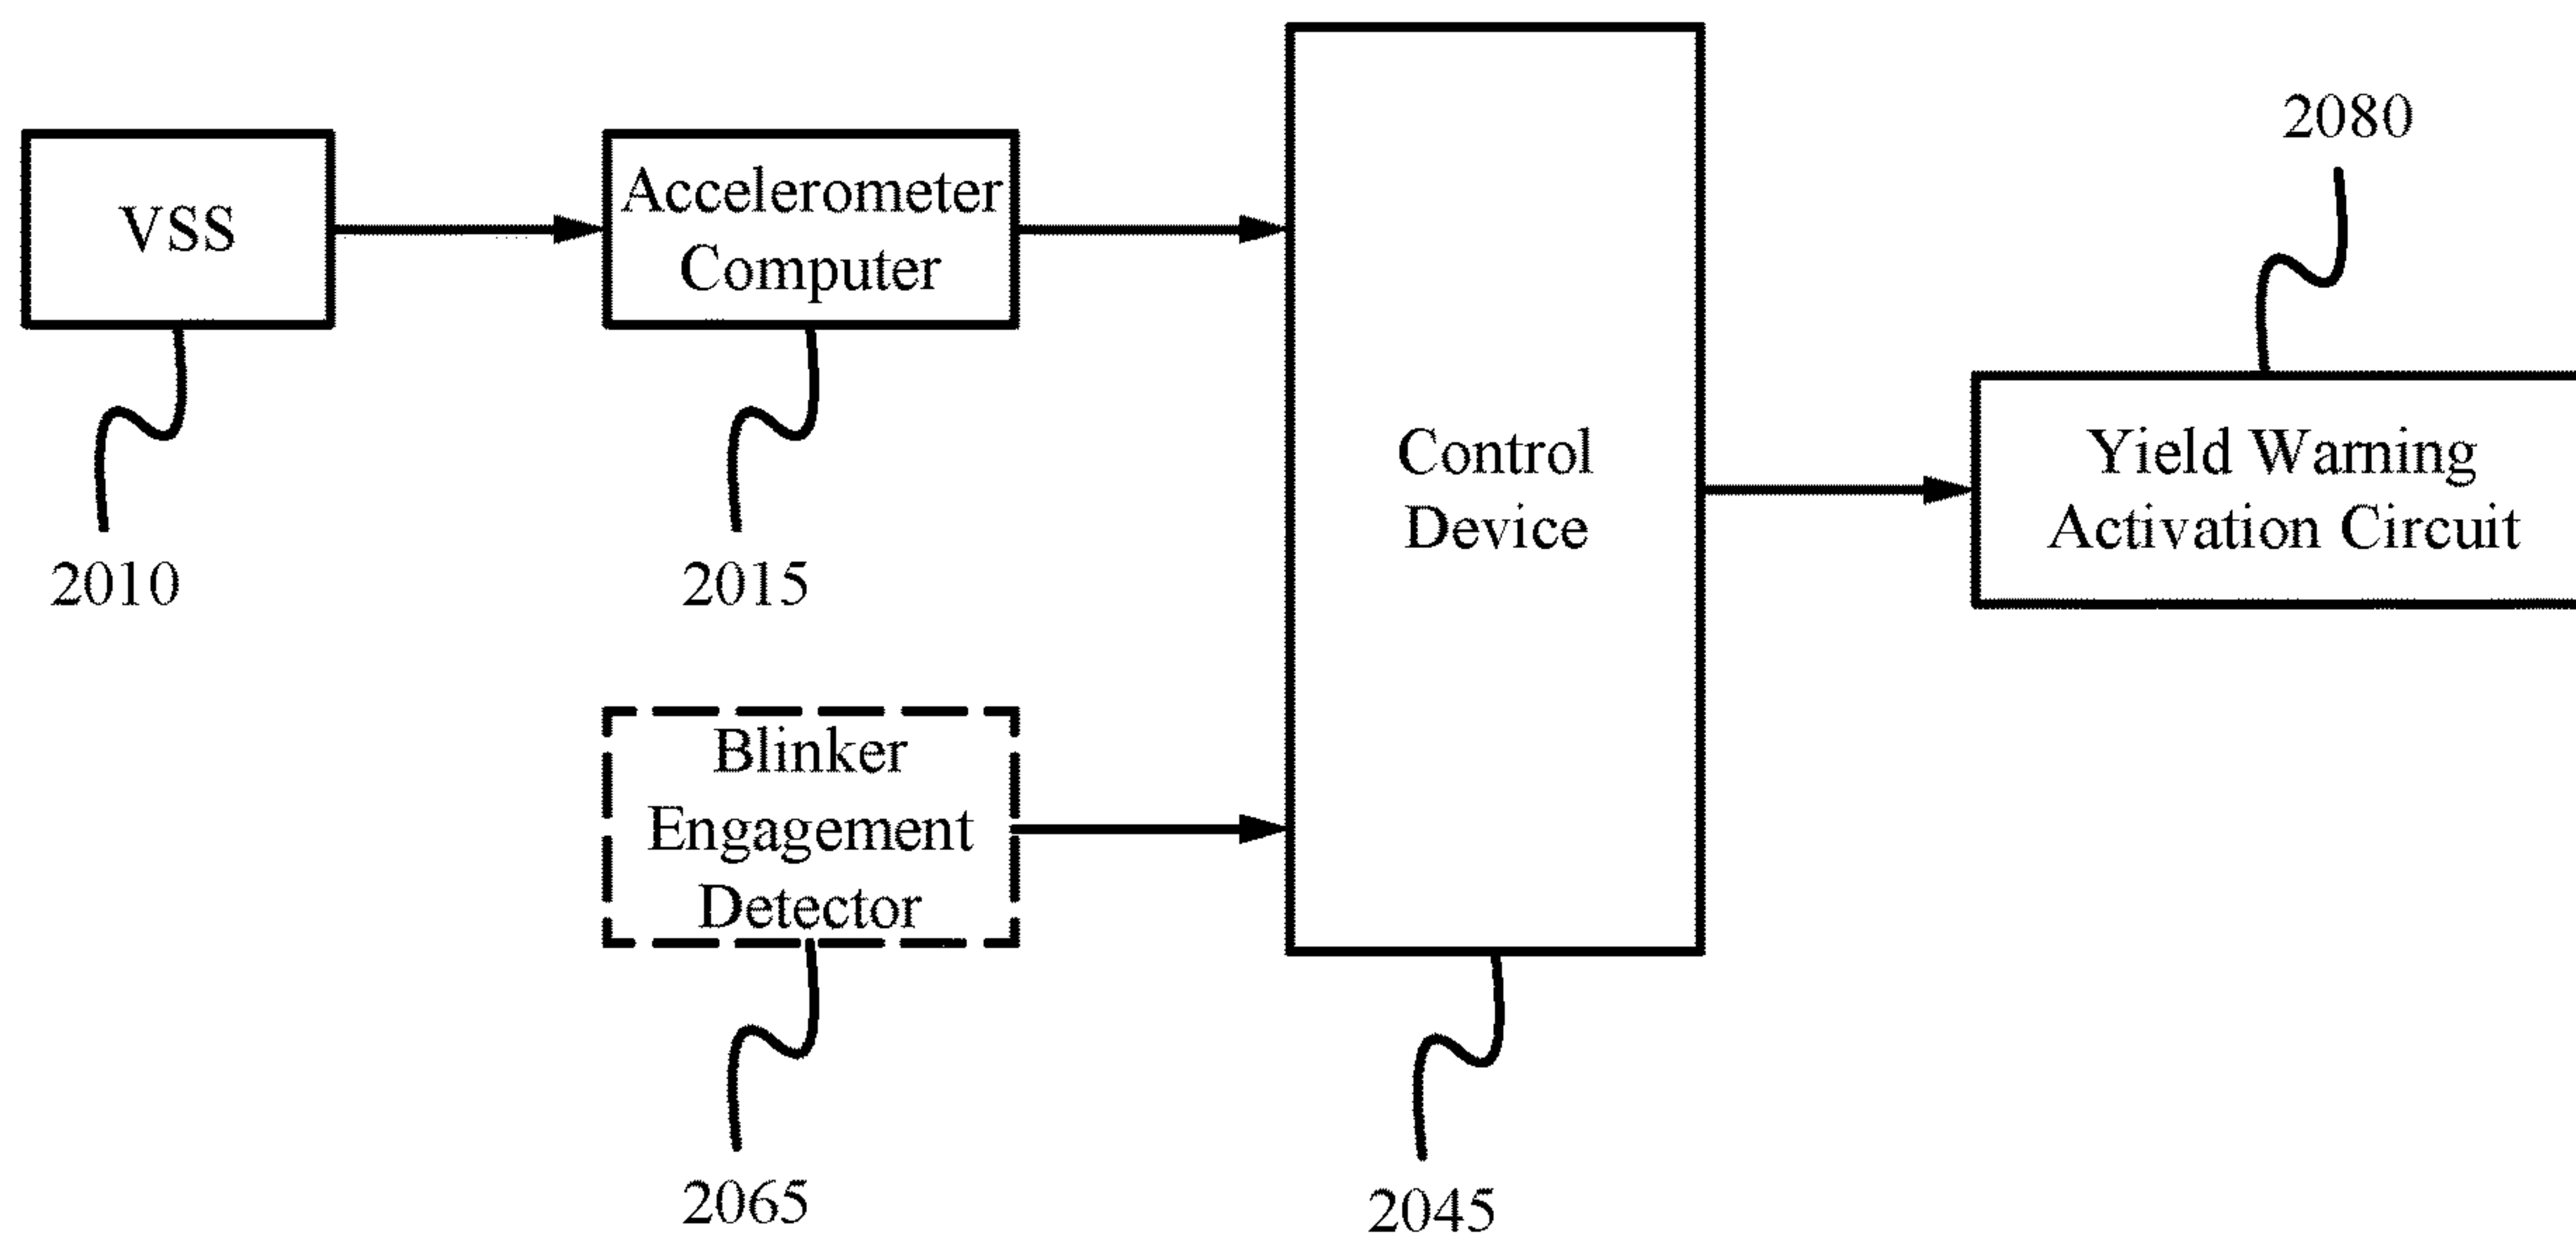 2080
VSS
Accelerometer
Computer
Control
Device
Yield Warning
Activation Circuit
2010
2015
Blinker
Engagement
Detector
2065
2045